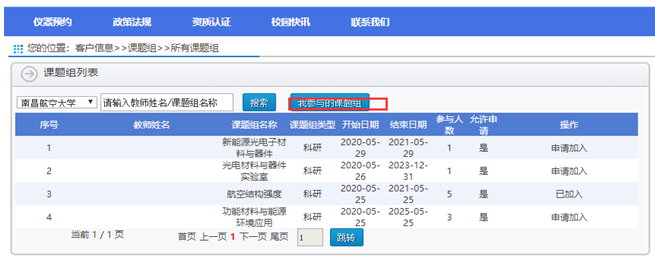 仪器预约 政策法规 资质认证 校园快讯 联系我们
您的位置：客户信息>>课题组>>所有课题组
课题组列表
南昌航空大学 请输入教师姓名/课题组名称 搜索 我参与的课题组
序号 教师姓名 课题组名称 课题组类型 开始日期 结束日期 参与人数 允许申请 操作
1 新能源光电子材料与器件 科研 2020-05-29 2021-05-29 1 是 申请加入
2 光电材料与器件实验室 科研 2020-05-26 2023-12-31 1 是 申请加入
3 航空结构强度 科研 2020-05-25 2021-05-25 5 是 已加入
4 功能材料与能源环境应用 科研 2020-05-25 2025-05-25 3 是 申请加入
当前 1 / 1 页 首页 上一页 1 下一页 尾页 1 跳转